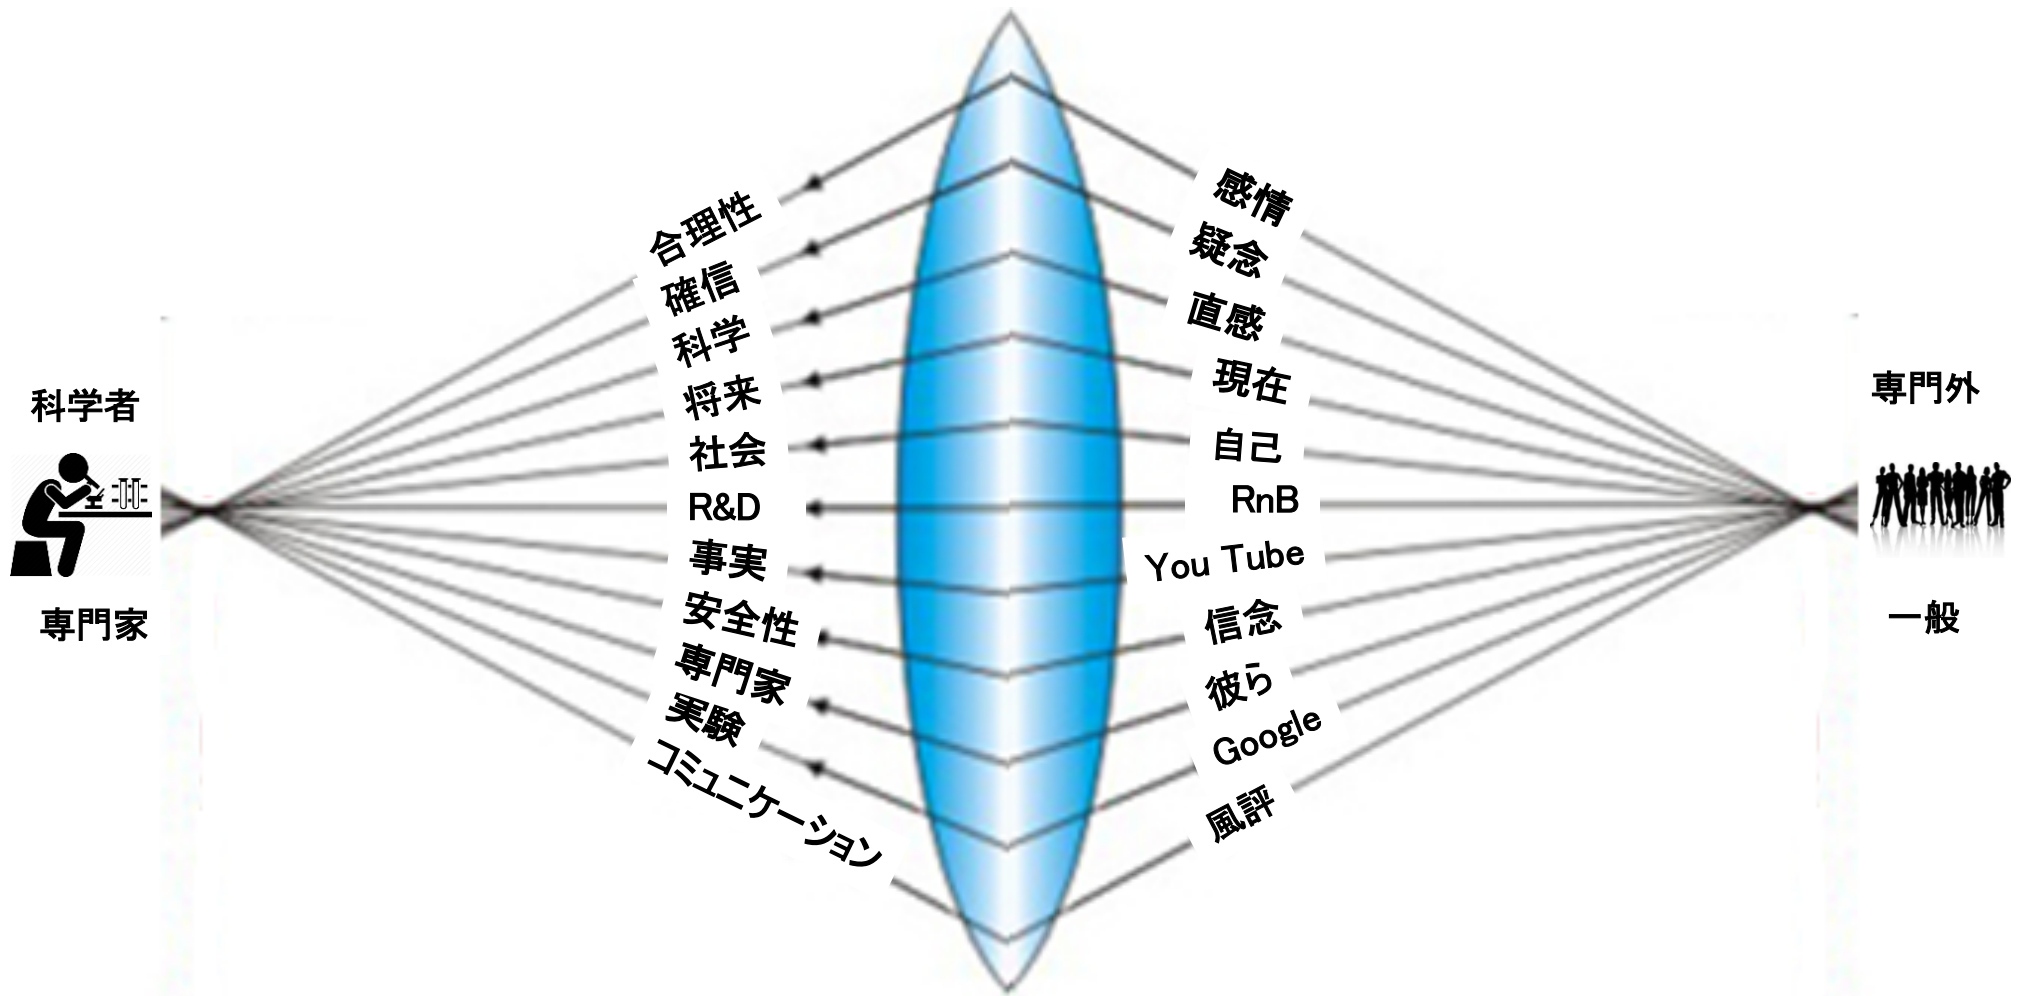 科学者
専門家
合理性
確信
科学
将来
社会
R&D
事実
安全性
専門家
実験
コミュニケーション
感情
疑念
直感
現在
自己
RnB
You Tube
信念
彼ら
Google
風評
専門外
一般